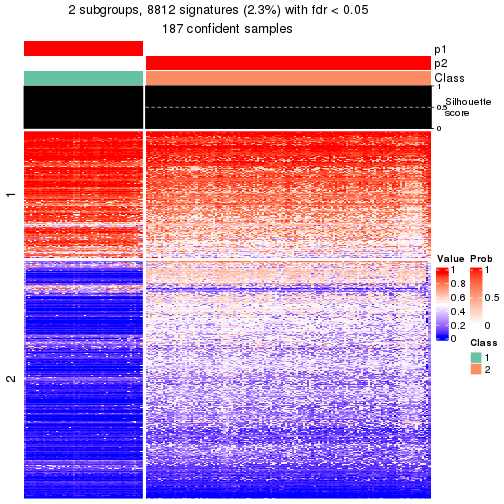 2 subgroups, 8812 signatures (2.3%) with fdr < 0.05
187 confident samples
p1
p2
Class
1
0.5
0
Silhouette
score
1
2
Value
1
0.8
0.6
0.4
0.2
0
Prob
1
0.5
0
Class
1
2